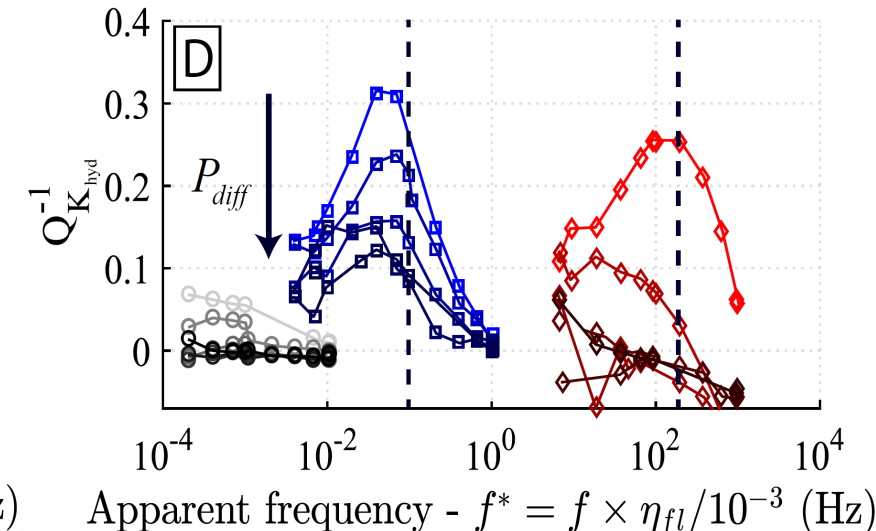 0.4
D
0.3
P_diff
0.2
Q^-1_K_hyd
0.1
0
10^-4 10^-2 10^0 10^2 10^4
z) Apparent frequency - f* = f × η_fl/10^-3 (Hz)